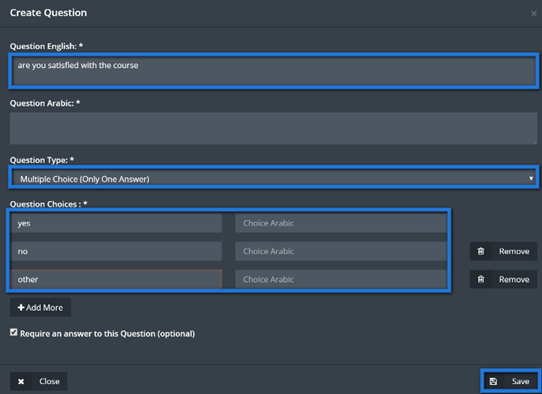 Create Question ×
Question English: *
are you satisfied with the course
Question Arabic: *
Question Type: *
Multiple Choice (Only One Answer)
Question Choices : *
yes Choice Arabic
no Choice Arabic Remove
other Choice Arabic Remove
+ Add More
Require an answer to this Question (optional)
× Close Save